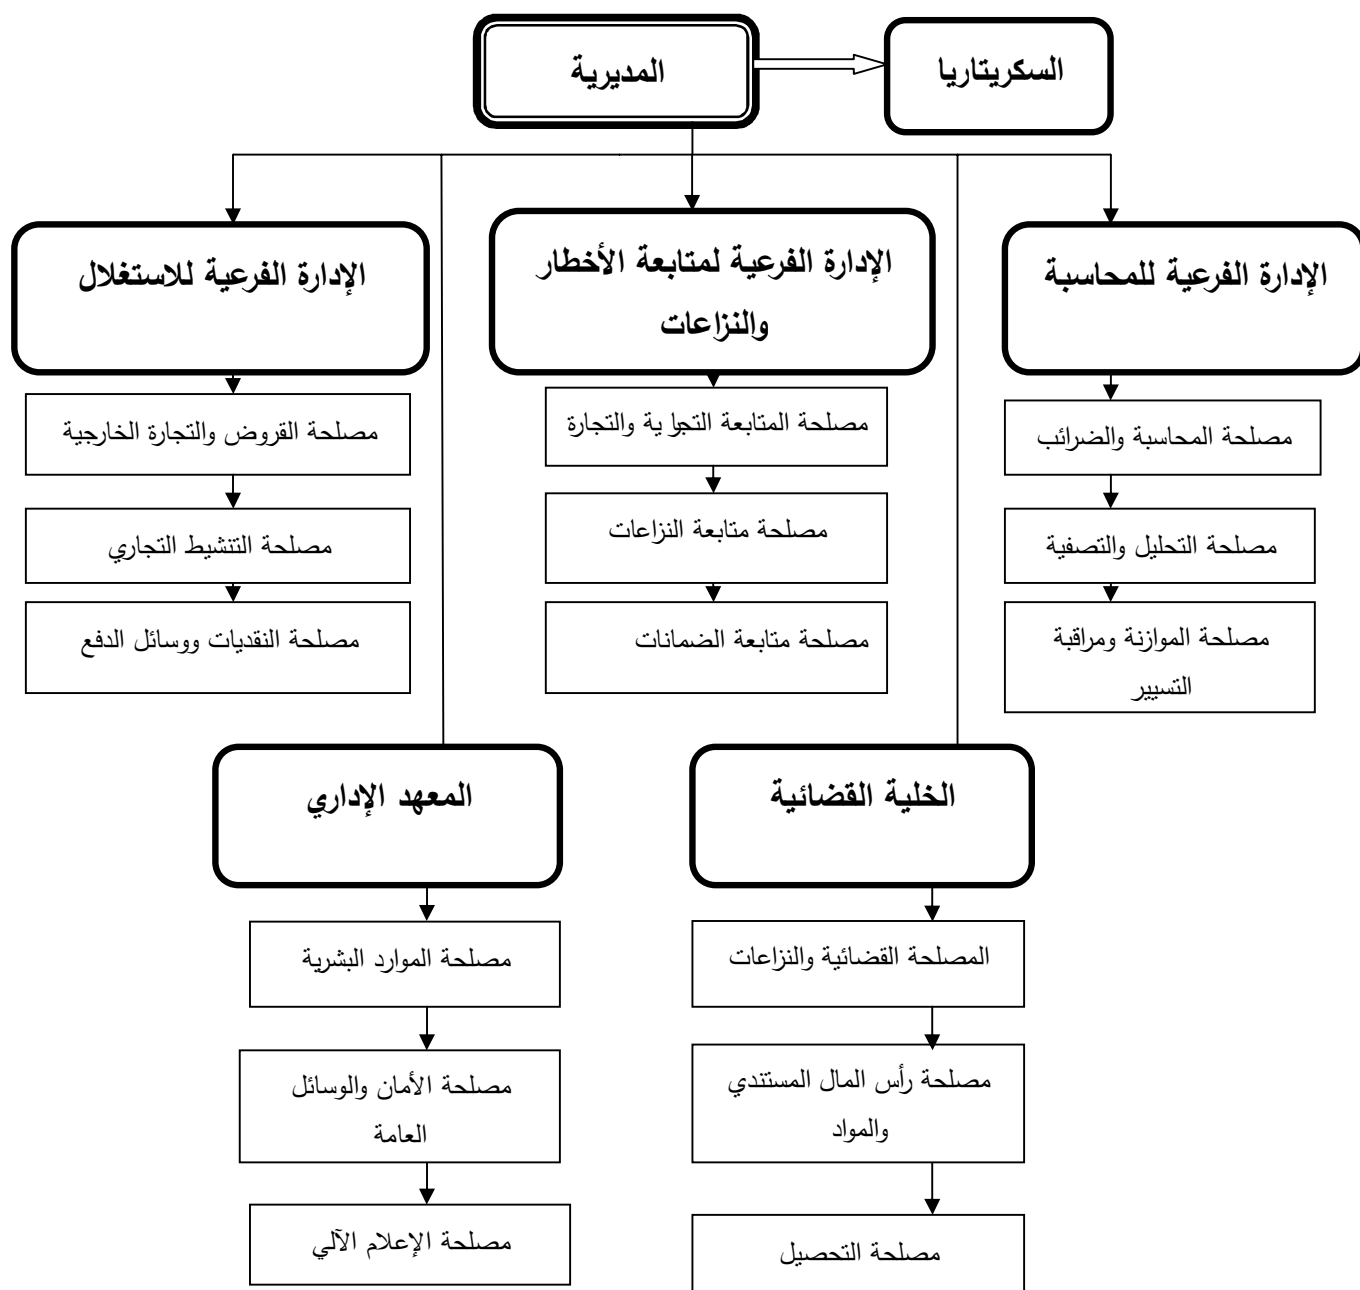 المديرية
السكريتاريا
الإدارة الفرعية للمحاسبة
الإدارة الفرعية لمتابعة الأخطار
والنزاعات
الإدارة الفرعية للاستغلال
مصلحة المحاسبة والضرائب
مصلحة المتابعة التجارية والتجارة
مصلحة القروض والتجارة الخارجية
مصلحة التحليل والتصفية
مصلحة متابعة النزاعات
مصلحة التنشيط التجاري
مصلحة الموازنة ومراقبة
التسيير
مصلحة متابعة الضمانات
مصلحة النقديات ووسائل الدفع
الخلية القضائية
المعهد الإداري
المصلحة القضائية والنزاعات
مصلحة الموارد البشرية
مصلحة رأس المال المستندي
والمواد
مصلحة الأمان والوسائل
العامة
مصلحة التحصيل
مصلحة الإعلام الآلي